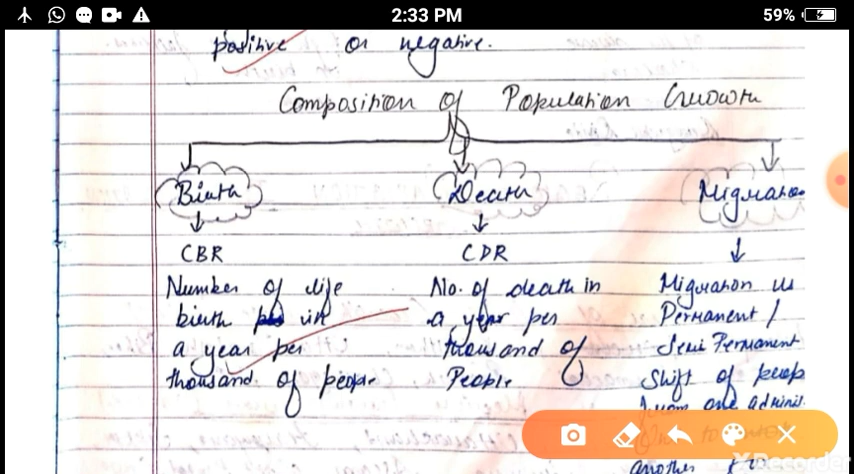 2:33 PM
59%
positive or negative.
Composition of Population Growth
Birth
CBR
Number of life
birth in
a year per
thousand of people
Death
CDR
No. of death in
a year per
thousand of
People
Migration
Migration is
Permanent /
Semi Permanent
Shift of peop
from one adminis
another
XRecorder